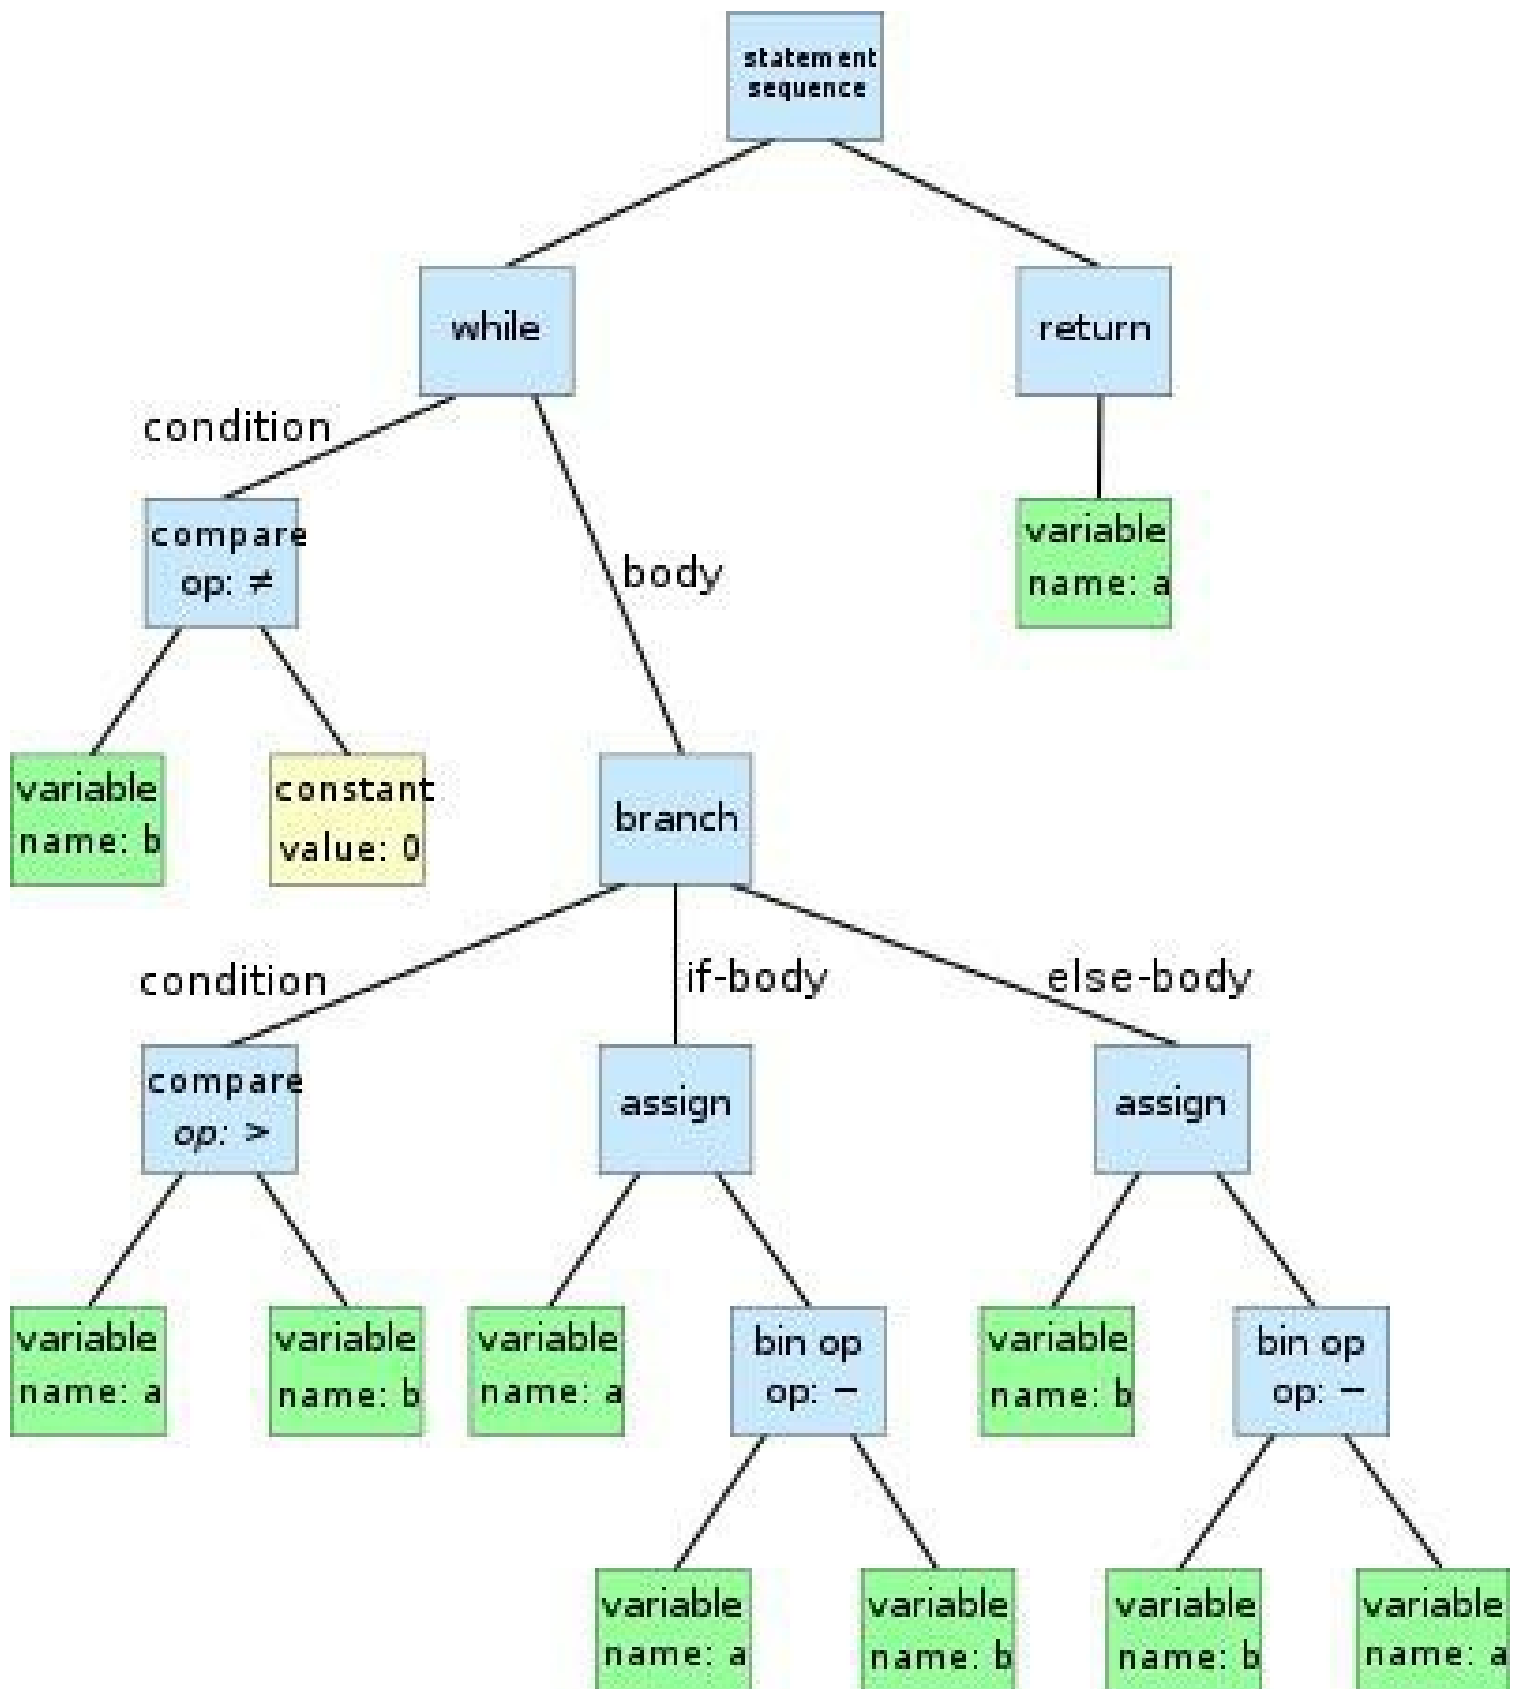 statement
sequence
while
return
condition
compare
op: ≠
body
variable
name: a
variable
name: b
constant
value: 0
branch
condition
if-body
else-body
compare
op: >
assign
assign
variable
name: a
variable
name: b
variable
name: a
bin op
op: −
variable
name: b
bin op
op: −
variable
name: a
variable
name: b
variable
name: b
variable
name: a